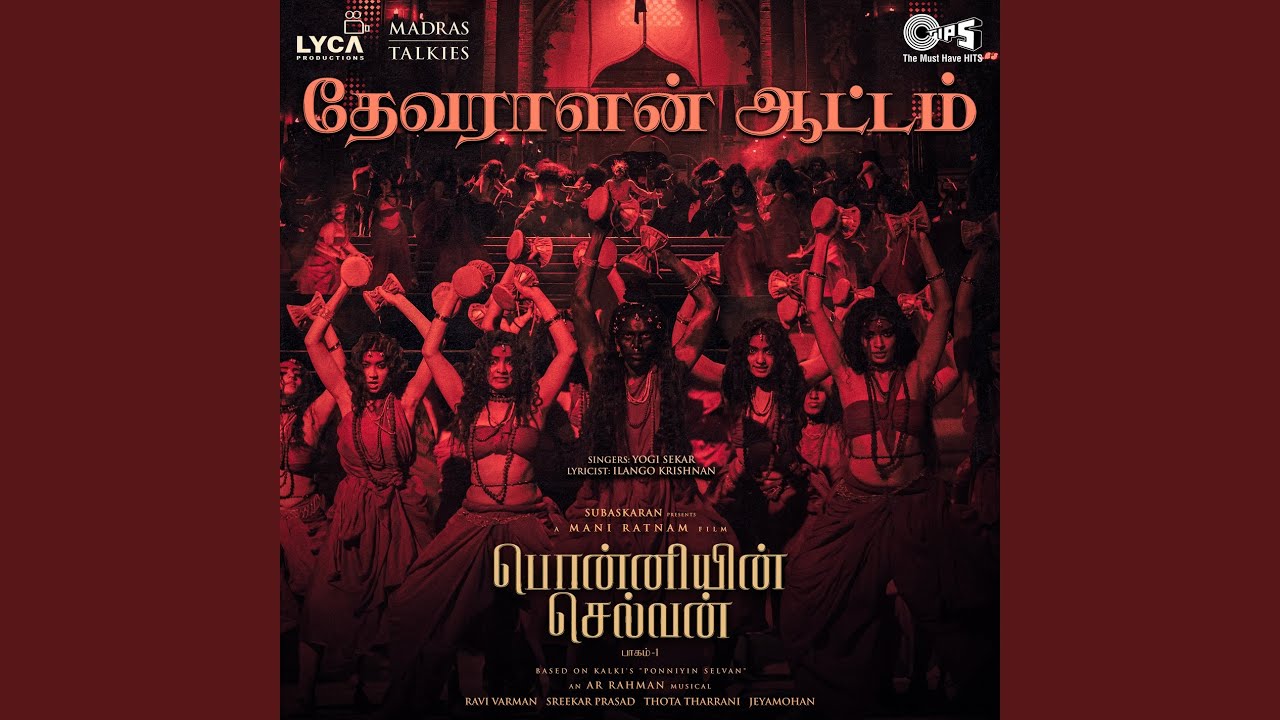 LYCA
PRODUCTIONS
MADRAS
TALKIES
TIPS
The Must Have HITS
தேவராளன் ஆட்டம்
SINGERS: YOGI SEKAR
LYRICIST: ILANGO KRISHNAN
SUBASKARAN PRESENTS
A MANI RATNAM FILM
பொன்னியின்
செல்வன்
பாகம்-1
BASED ON KALKI'S "PONNIYIN SELVAN"
AN AR RAHMAN MUSICAL
RAVI VARMAN SREEKAR PRASAD THOTA THARRANI JEYAMOHAN